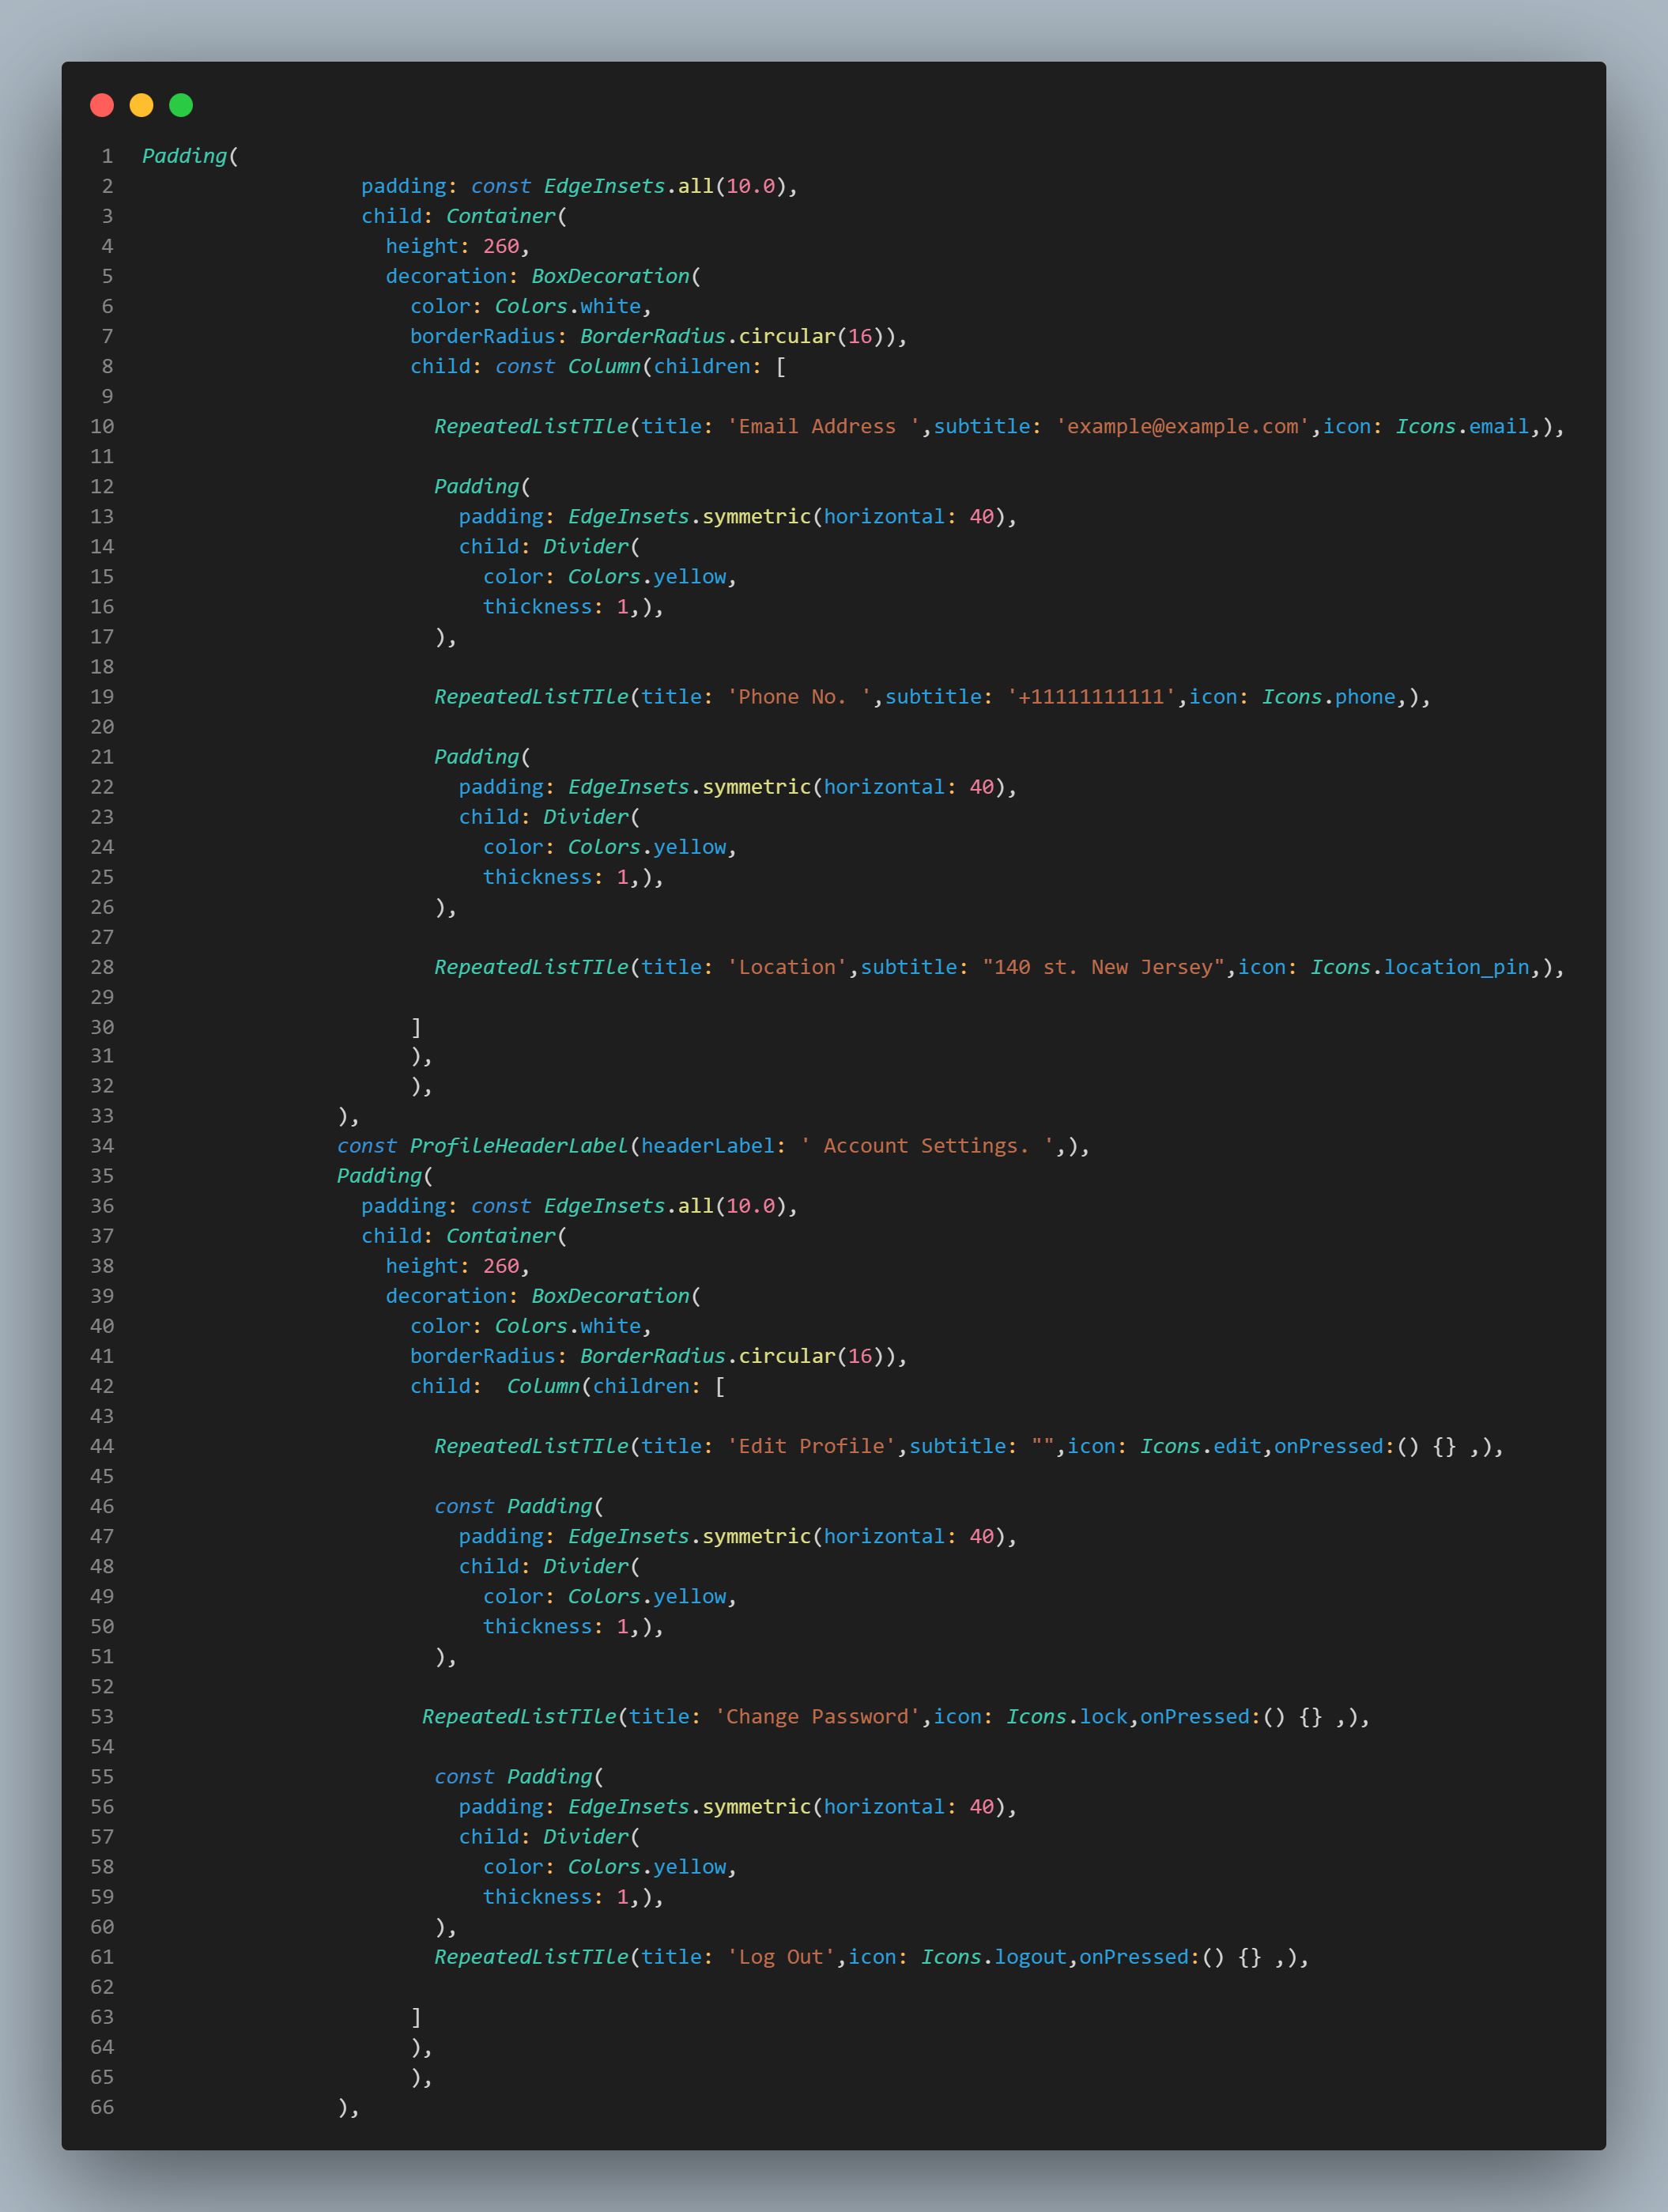 1 Padding(
2                   padding: const EdgeInsets.all(10.0),
3                   child: Container(
4                     height: 260,
5                     decoration: BoxDecoration(
6                       color: Colors.white,
7                       borderRadius: BorderRadius.circular(16)),
8                       child: const Column(children: [
9
10                         RepeatedListTIle(title: 'Email Address ',subtitle: 'example@example.com',icon: Icons.email,),
11
12                         Padding(
13                           padding: EdgeInsets.symmetric(horizontal: 40),
14                           child: Divider(
15                             color: Colors.yellow,
16                             thickness: 1,),
17                         ),
18
19                         RepeatedListTIle(title: 'Phone No. ',subtitle: '+11111111111',icon: Icons.phone,),
20
21                         Padding(
22                           padding: EdgeInsets.symmetric(horizontal: 40),
23                           child: Divider(
24                             color: Colors.yellow,
25                             thickness: 1,),
26                         ),
27
28                         RepeatedListTIle(title: 'Location',subtitle: "140 st. New Jersey",icon: Icons.location_pin,),
29
30                       ]
31                       ),
32                       ),
33                 ),
34                 const ProfileHeaderLabel(headerLabel: ' Account Settings. ',),
35                 Padding(
36                   padding: const EdgeInsets.all(10.0),
37                   child: Container(
38                     height: 260,
39                     decoration: BoxDecoration(
40                       color: Colors.white,
41                       borderRadius: BorderRadius.circular(16)),
42                       child:  Column(children: [
43
44                         RepeatedListTIle(title: 'Edit Profile',subtitle: "",icon: Icons.edit,onPressed:() {} ,),
45
46                         const Padding(
47                           padding: EdgeInsets.symmetric(horizontal: 40),
48                           child: Divider(
49                             color: Colors.yellow,
50                             thickness: 1,),
51                         ),
52
53                        RepeatedListTIle(title: 'Change Password',icon: Icons.lock,onPressed:() {} ,),
54
55                         const Padding(
56                           padding: EdgeInsets.symmetric(horizontal: 40),
57                           child: Divider(
58                             color: Colors.yellow,
59                             thickness: 1,),
60                         ),
61                         RepeatedListTIle(title: 'Log Out',icon: Icons.logout,onPressed:() {} ,),
62
63                       ]
64                       ),
65                       ),
66                 ),